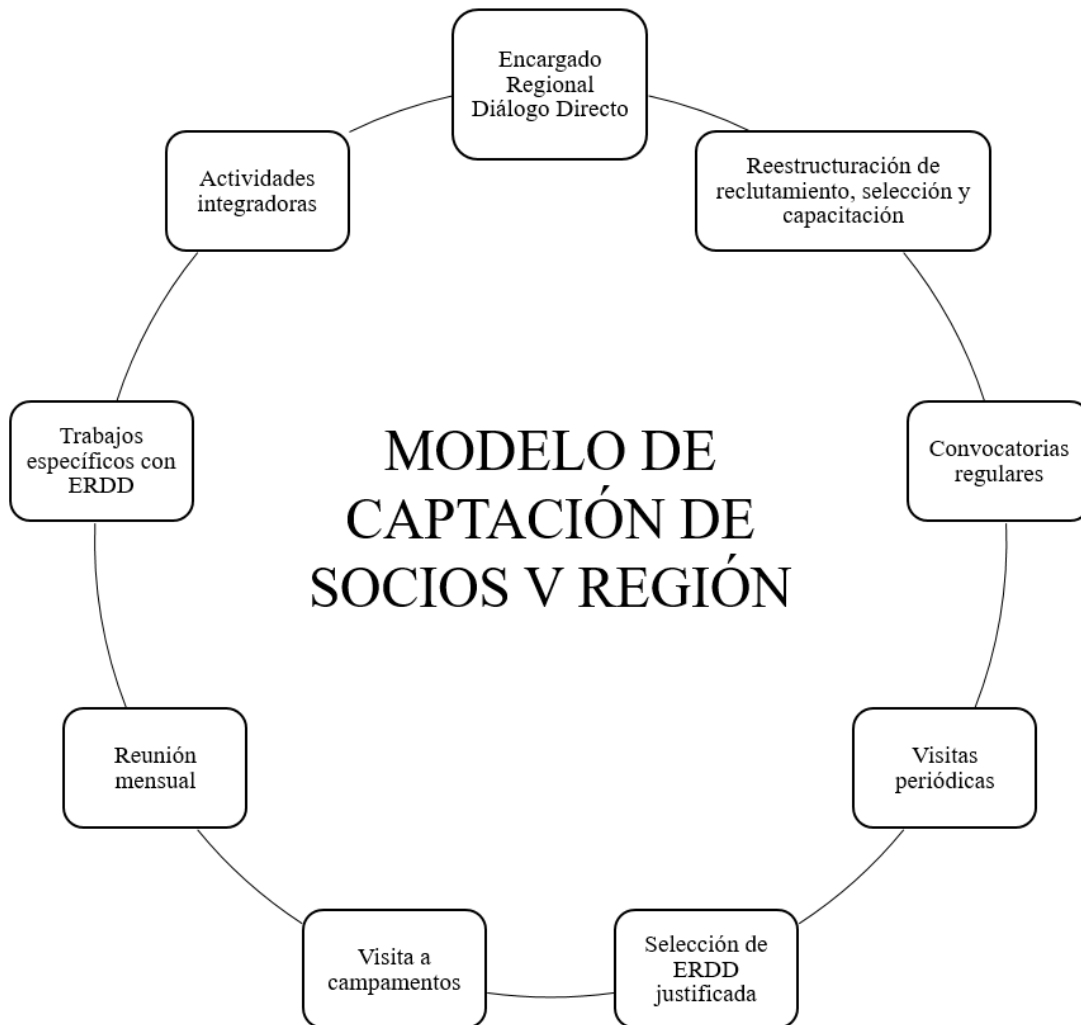 Encargado
Regional
Diálogo Directo
Reestructuración de
reclutamiento, selección y
capacitación
Convocatorias
regulares
Visitas
periódicas
Selección de
ERDD
justificada
Visita a
campamentos
Reunión
mensual
Trabajos
específicos con
ERDD
Actividades
integradoras
MODELO DE
CAPTACIÓN DE
SOCIOS V REGIÓN